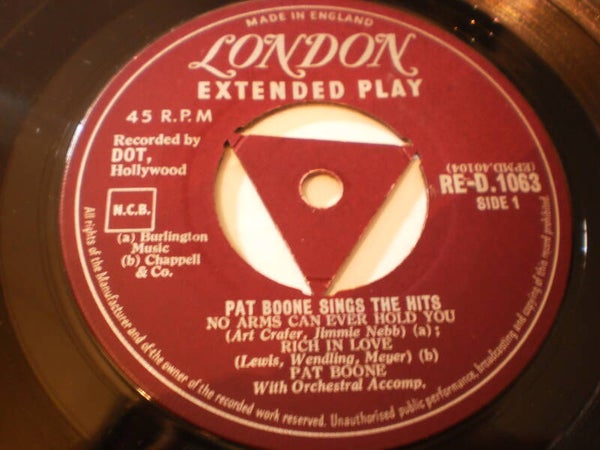 MADE IN ENGLAND
LONDON
EXTENDED PLAY
45 R.P.M
Recorded by
DOT,
Hollywood
N.C.B.
(a) Burlington
Music
(b) Chappell
& Co.
(EPMD.40104)
RE-D.1063
SIDE 1
PAT BOONE SINGS THE HITS
NO ARMS CAN EVER HOLD YOU
(Art Crafer, Jimmie Nebb) (a);
RICH IN LOVE
(Lewis, Wendling, Meyer) (b)
PAT BOONE
With Orchestral Accomp.
All rights of the Manufacturer and of the owner of the recorded work reserved. Unauthorised public performance, broadcasting and copying of this record prohibited.